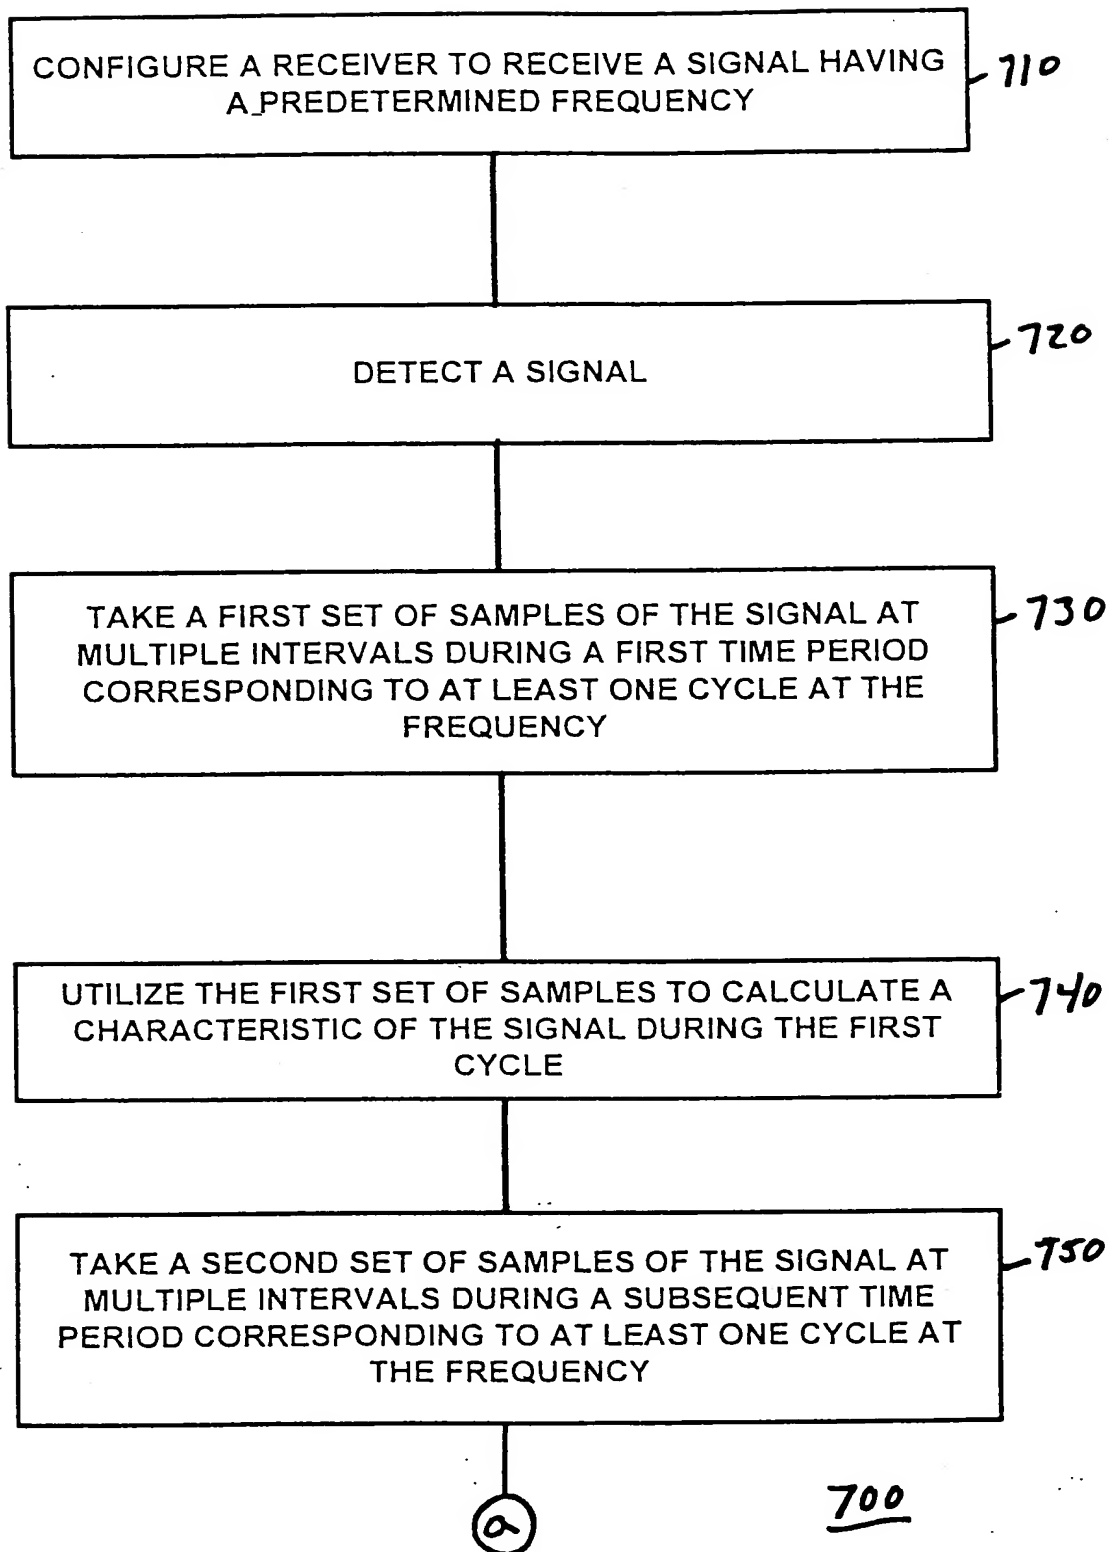 CONFIGURE A RECEIVER TO RECEIVE A SIGNAL HAVING
A PREDETERMINED FREQUENCY
710
DETECT A SIGNAL
720
TAKE A FIRST SET OF SAMPLES OF THE SIGNAL AT
MULTIPLE INTERVALS DURING A FIRST TIME PERIOD
CORRESPONDING TO AT LEAST ONE CYCLE AT THE
FREQUENCY
730
UTILIZE THE FIRST SET OF SAMPLES TO CALCULATE A
CHARACTERISTIC OF THE SIGNAL DURING THE FIRST
CYCLE
740
TAKE A SECOND SET OF SAMPLES OF THE SIGNAL AT
MULTIPLE INTERVALS DURING A SUBSEQUENT TIME
PERIOD CORRESPONDING TO AT LEAST ONE CYCLE AT
THE FREQUENCY
750
a
700